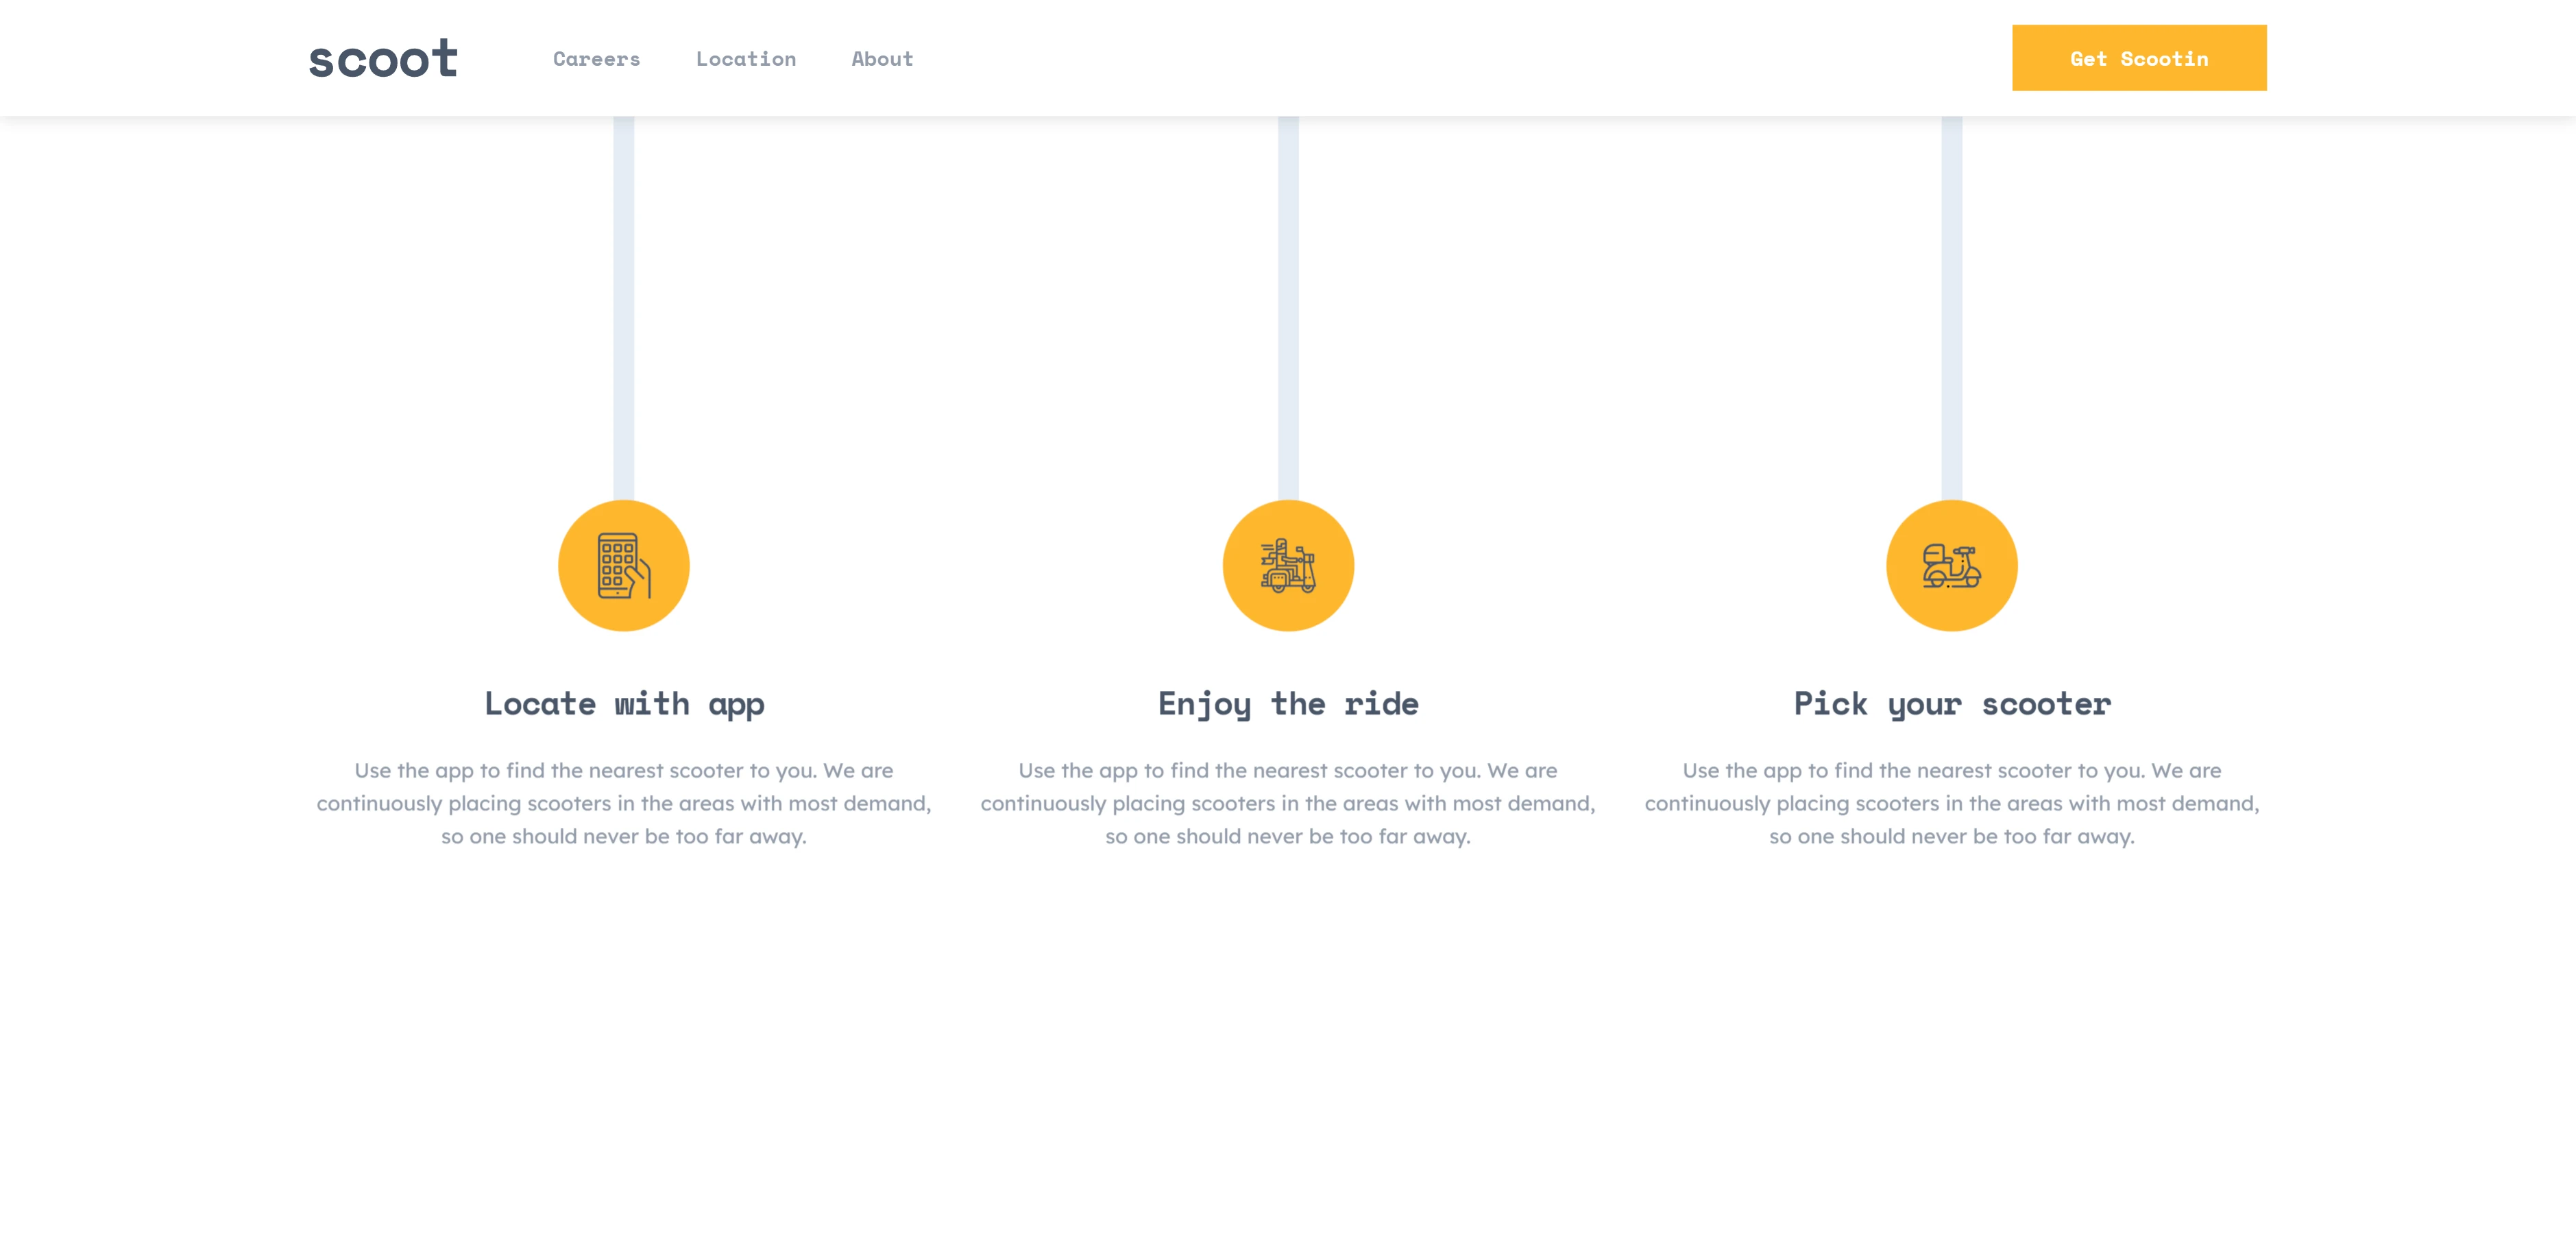 scoot
Careers
Location
About
Get Scootin
Locate with app
Use the app to find the nearest scooter to you. We are
continuously placing scooters in the areas with most demand,
so one should never be too far away.
Enjoy the ride
Use the app to find the nearest scooter to you. We are
continuously placing scooters in the areas with most demand,
so one should never be too far away.
Pick your scooter
Use the app to find the nearest scooter to you. We are
continuously placing scooters in the areas with most demand,
so one should never be too far away.